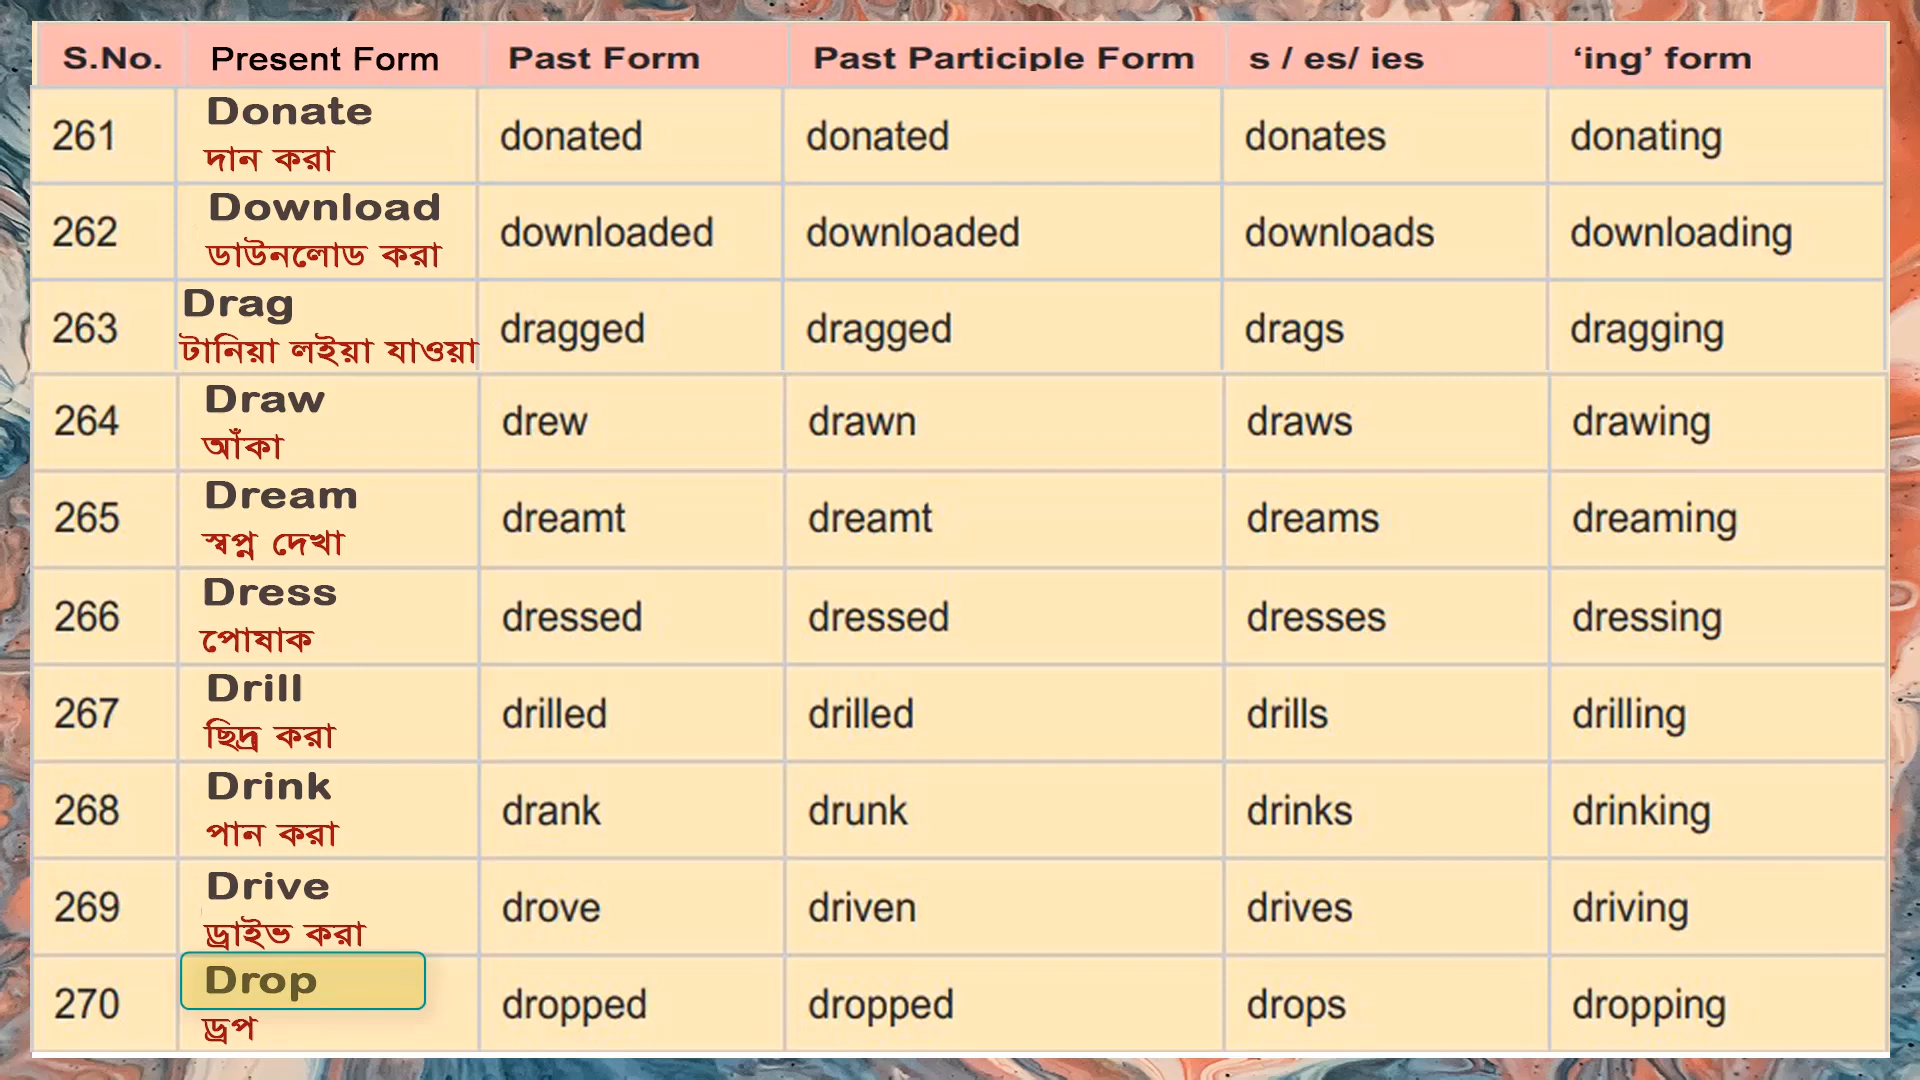 S.No. Present Form Past Form Past Participle Form s / es/ ies ‘ing’ form
261 Donate donated donated donates donating
দান করা
262 Download downloaded downloaded downloads downloading
ডাউনলোড করা
263 Drag dragged dragged drags dragging
টানিয়া লইয়া যাওয়া
264 Draw drew drawn draws drawing
আঁকা
265 Dream dreamt dreamt dreams dreaming
স্বপ্ন দেখা
266 Dress dressed dressed dresses dressing
পোষাক
267 Drill drilled drilled drills drilling
ছিদ্র করা
268 Drink drank drunk drinks drinking
পান করা
269 Drive drove driven drives driving
ড্রাইভ করা
270 Drop dropped dropped drops dropping
ড্রপ